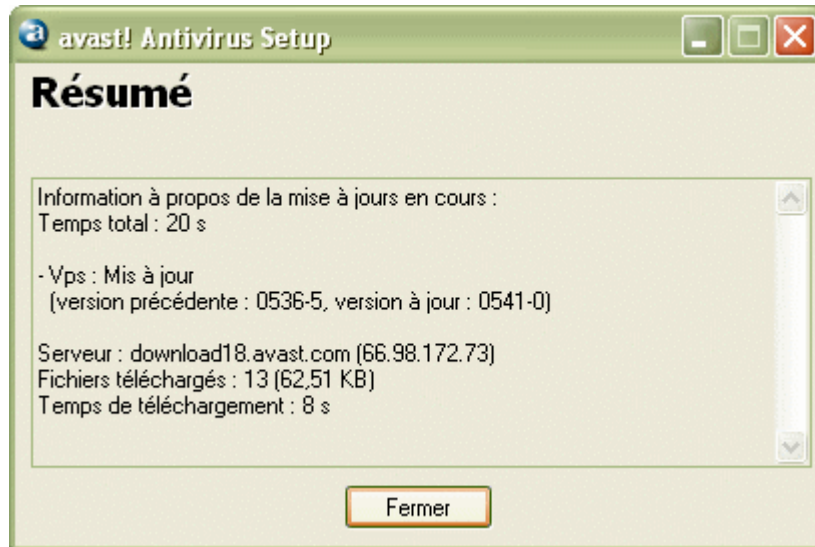 avast! Antivirus Setup
Résumé
Information à propos de la mise à jours en cours :
Temps total : 20 s
- Vps : Mis à jour
(version précédente : 0536-5, version à jour : 0541-0)
Serveur : download18.avast.com (66.98.172.73)
Fichiers téléchargés : 13 (62,51 KB)
Temps de téléchargement : 8 s
Fermer